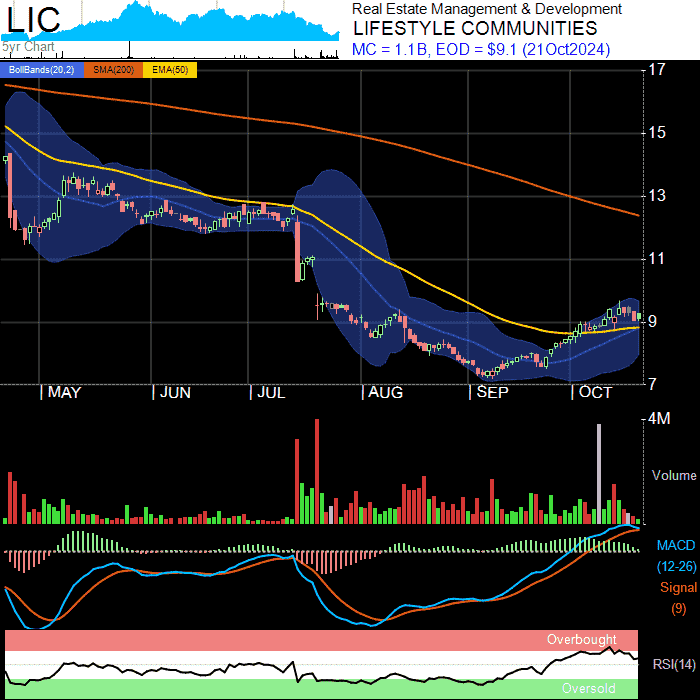 LIC
Real Estate Management & Development
LIFESTYLE COMMUNITIES
5yr Chart
MC = 1.1B, EOD = $9.1 (21Oct2024)
BollBands(20,2) SMA(200) EMA(50)
17
15
13
11
9
7
MAY JUN JUL AUG SEP OCT
4M
Volume
MACD
(12-26)
Signal
(9)
Overbought
RSI(14)
Oversold